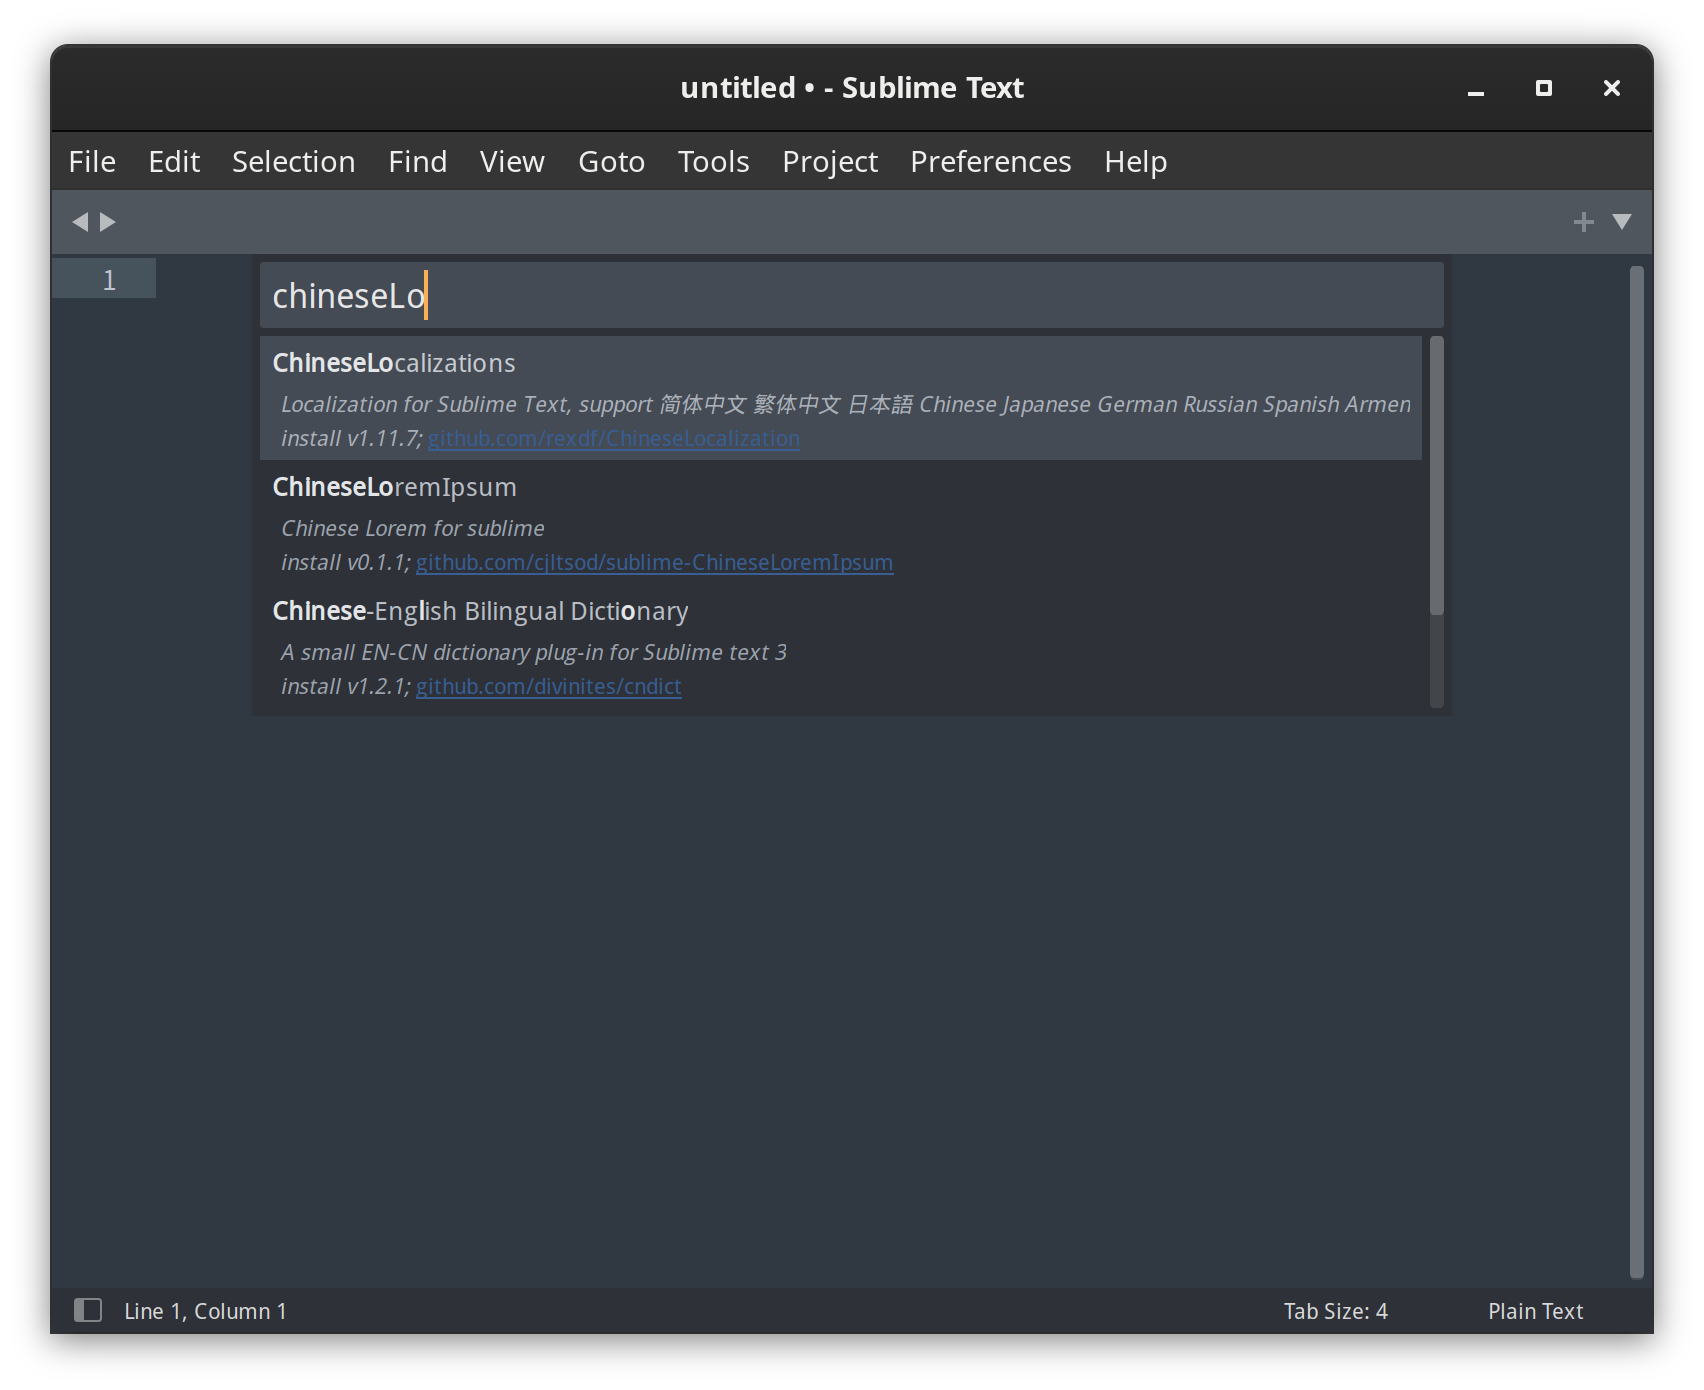 untitled • - Sublime Text
File Edit Selection Find View Goto Tools Project Preferences Help
1
chineseLo
ChineseLocalizations
Localization for Sublime Text, support 简体中文 繁体中文 日本語 Chinese Japanese German Russian Spanish Armen
install v1.11.7; github.com/rexdf/ChineseLocalization
ChineseLoremIpsum
Chinese Lorem for sublime
install v0.1.1; github.com/cjltsod/sublime-ChineseLoremIpsum
Chinese-English Bilingual Dictionary
A small EN-CN dictionary plug-in for Sublime text 3
install v1.2.1; github.com/divinites/cndict
Line 1, Column 1 Tab Size: 4 Plain Text